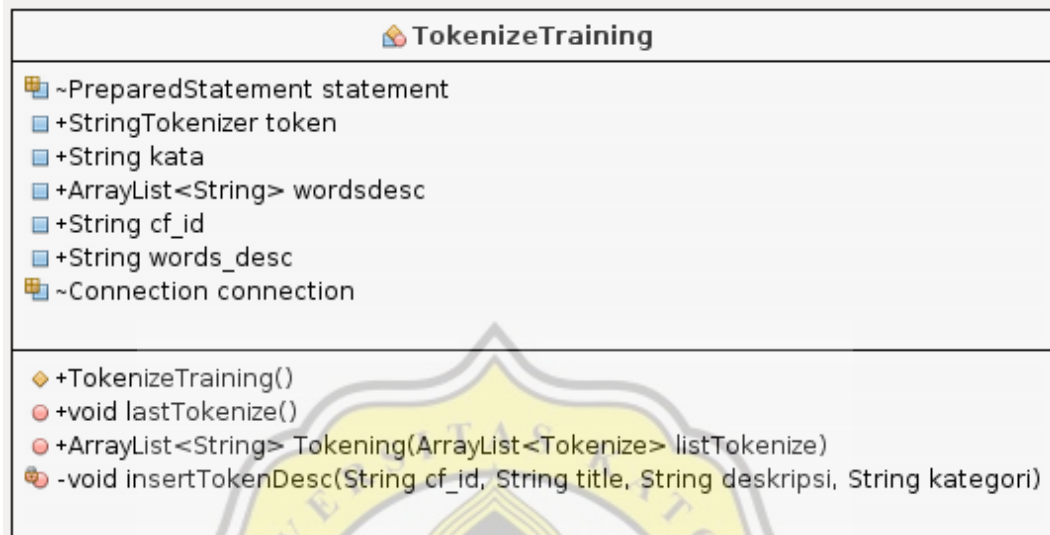 TokenizeTraining
~PreparedStatement statement
+StringTokenizer token
+String kata
+ArrayList<String> wordsdesc
+String cf_id
+String words_desc
~Connection connection
+TokenizeTraining()
+void lastTokenize()
+ArrayList<String> Tokening(ArrayList<Tokenize> listTokenize)
-void insertTokenDesc(String cf_id, String title, String deskripsi, String kategori)